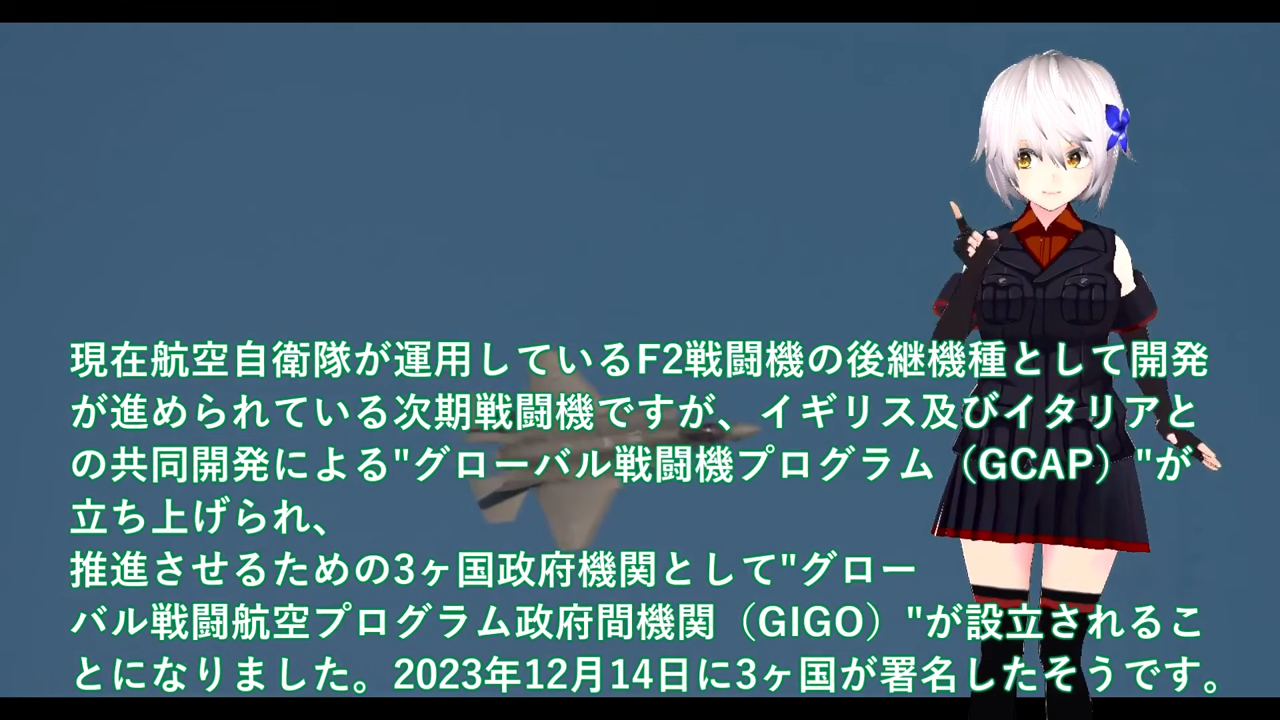 現在航空自衛隊が運用しているF2戦闘機の後継機種として開発
が進められている次期戦闘機ですが、イギリス及びイタリアと
の共同開発による"グローバル戦闘機プログラム（GCAP）"が
立ち上げられ、
推進させるための3ヶ国政府機関として"グロー
バル戦闘航空プログラム政府間機関（GIGO）"が設立されるこ
とになりました。2023年12月14日に3ヶ国が署名したそうです。